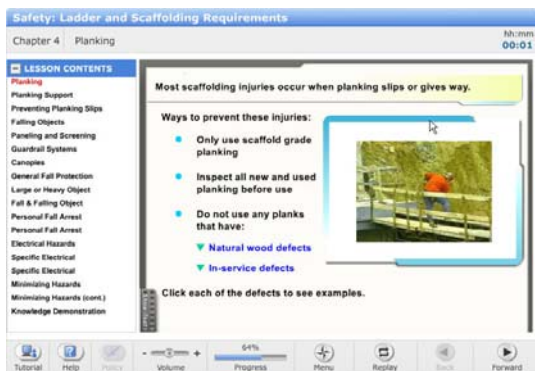 Safety: Ladder and Scaffolding Requirements
Chapter 4 Planking
hh:mm
00:01
LESSON CONTENTS
Planking
Planking Support
Preventing Planking Slips
Falling Objects
Paneling and Screening
Guardrail Systems
Canopies
General Fall Protection
Large or Heavy Object
Fall & Falling Object
Personal Fall Arrest
Personal Fall Arrest
Electrical Hazards
Specific Electrical
Specific Electrical
Minimizing Hazards
Minimizing Hazards (cont.)
Knowledge Demonstration
Most scaffolding injuries occur when planking slips or gives way.
Ways to prevent these injuries:
Only use scaffold grade
planking
Inspect all new and used
planking before use
Do not use any planks
that have:
Natural wood defects
In-service defects
Click each of the defects to see examples.
Tutorial
Help
Policy
- +
Volume
64%
Progress
Menu
Replay
Back
Forward